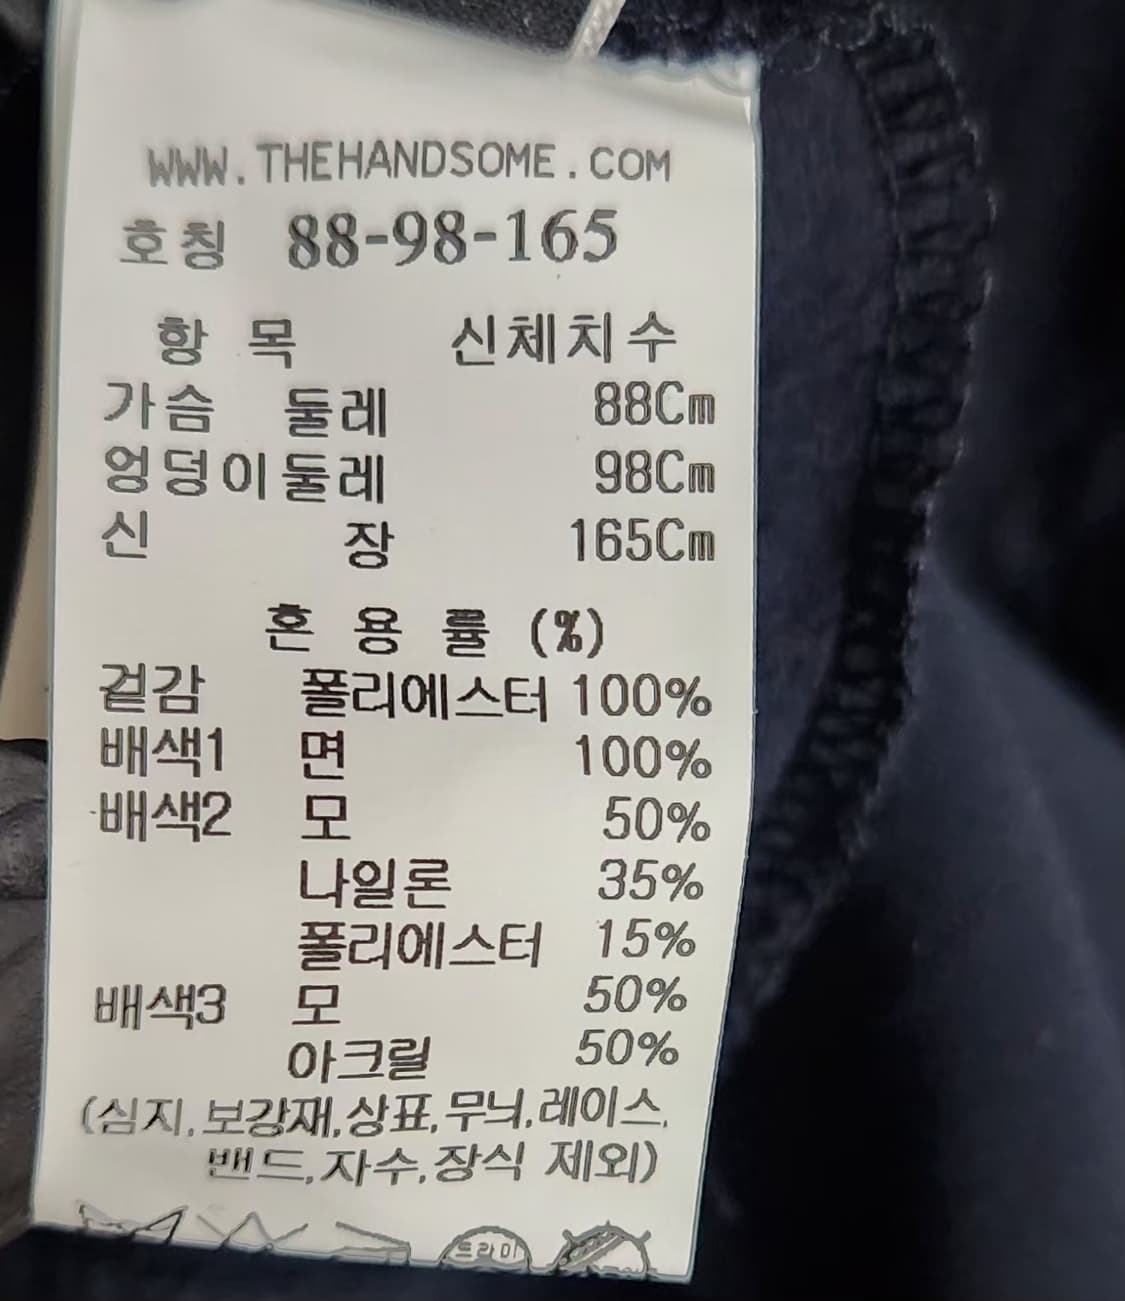 WWW.THEHANDSOME.COM
호칭 88-98-165
항 목 신체치수
가슴 둘레 88Cm
엉덩이둘레 98Cm
신 장 165Cm
혼 용 률 (%)
겉감 폴리에스터 100%
배색1 면 100%
배색2 모 50%
나일론 35%
폴리에스터 15%
배색3 모 50%
아크릴 50%
(심지,보강재,상표,무늬,레이스,
밴드,자수,장식 제외)
드라이